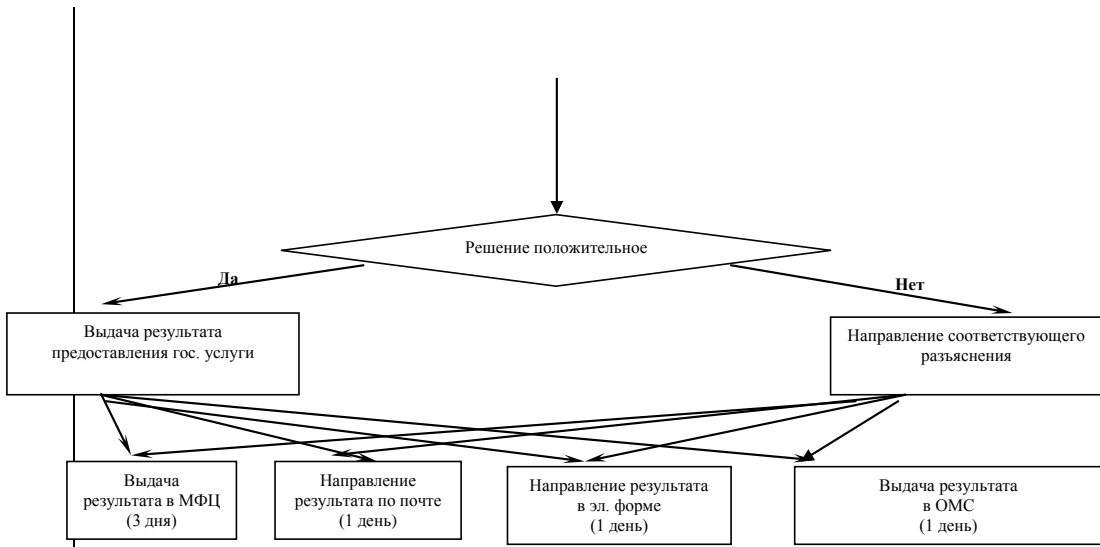 Решение положительное
Да
Нет
Выдача результата
предоставления гос. услуги
Направление соответствующего
разъяснения
Выдача
результата в МФЦ
(3 дня)
Направление
результата по почте
(1 день)
Направление результата
в эл. форме
(1 день)
Выдача результата
в ОМС
(1 день)